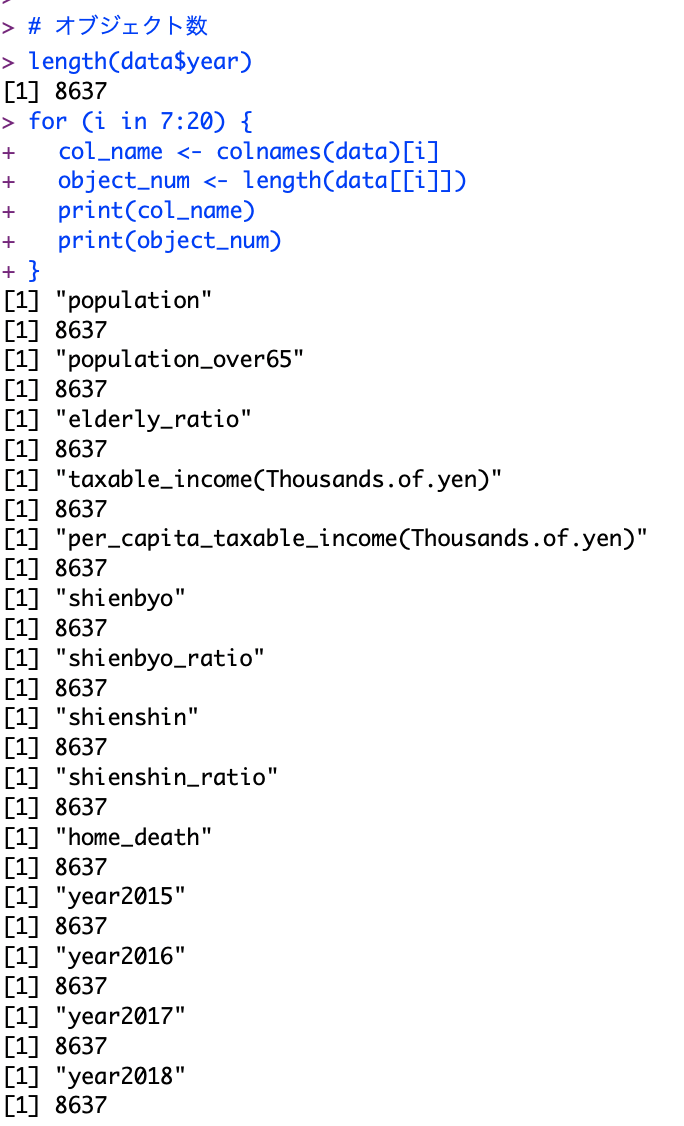 >
> # オブジェクト数
> length(data$year)
[1] 8637
> for (i in 7:20) {
+   col_name <- colnames(data)[i]
+   object_num <- length(data[[i]])
+   print(col_name)
+   print(object_num)
+ }
[1] "population"
[1] 8637
[1] "population_over65"
[1] 8637
[1] "elderly_ratio"
[1] 8637
[1] "taxable_income(Thousands.of.yen)"
[1] 8637
[1] "per_capita_taxable_income(Thousands.of.yen)"
[1] 8637
[1] "shienbyo"
[1] 8637
[1] "shienbyo_ratio"
[1] 8637
[1] "shienshin"
[1] 8637
[1] "shienshin_ratio"
[1] 8637
[1] "home_death"
[1] 8637
[1] "year2015"
[1] 8637
[1] "year2016"
[1] 8637
[1] "year2017"
[1] 8637
[1] "year2018"
[1] 8637